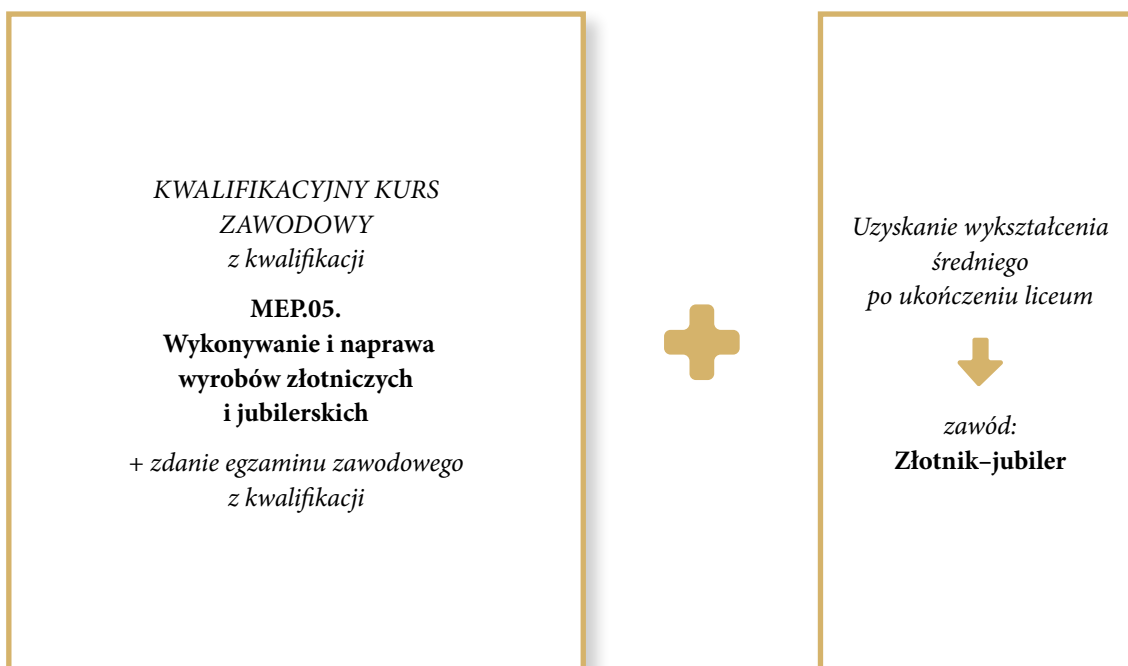 KWALIFIKACYJNY KURS
ZAWODOWY
z kwalifikacji
MEP.05.
Wykonywanie i naprawa
wyrobów złotniczych
i jubilerskich
+ zdanie egzaminu zawodowego
z kwalifikacji
Uzyskanie wykształcenia
średniego
po ukończeniu liceum
zawód:
Złotnik–jubiler